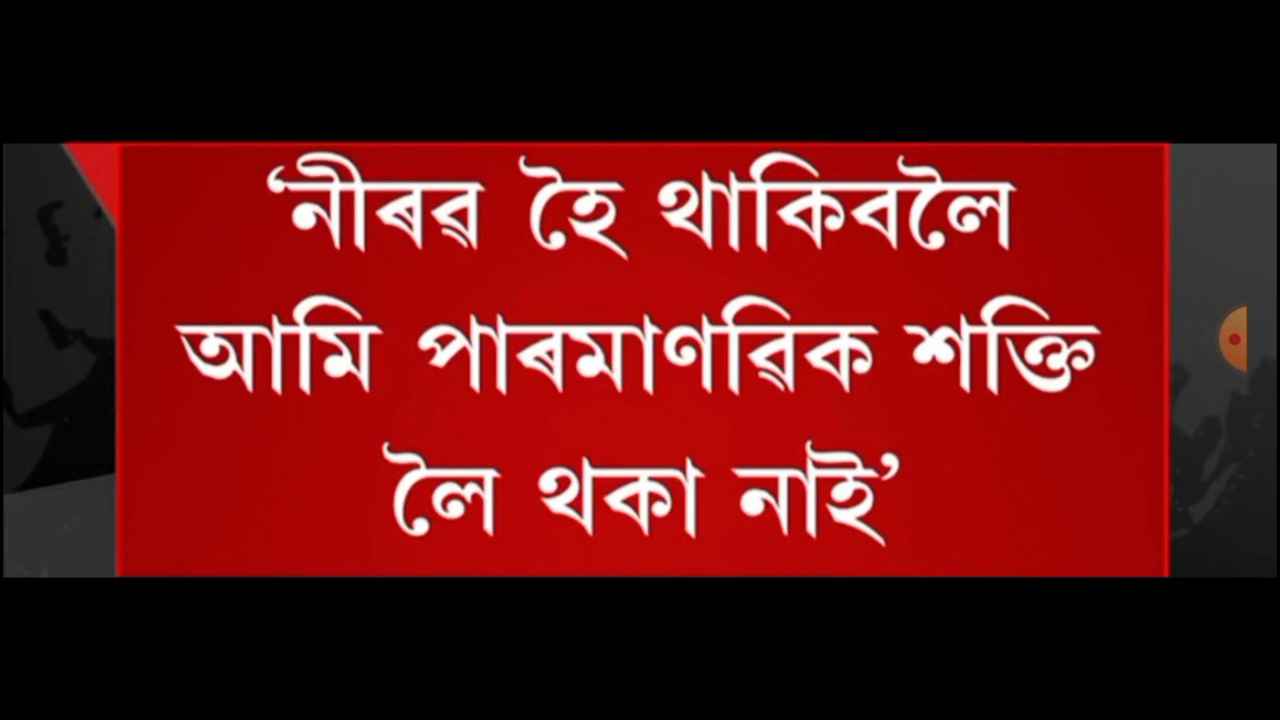 ‘নীৰৱ হৈ থাকিবলৈ
আমি পাৰমাণৱিক শক্তি
লৈ থকা নাই’